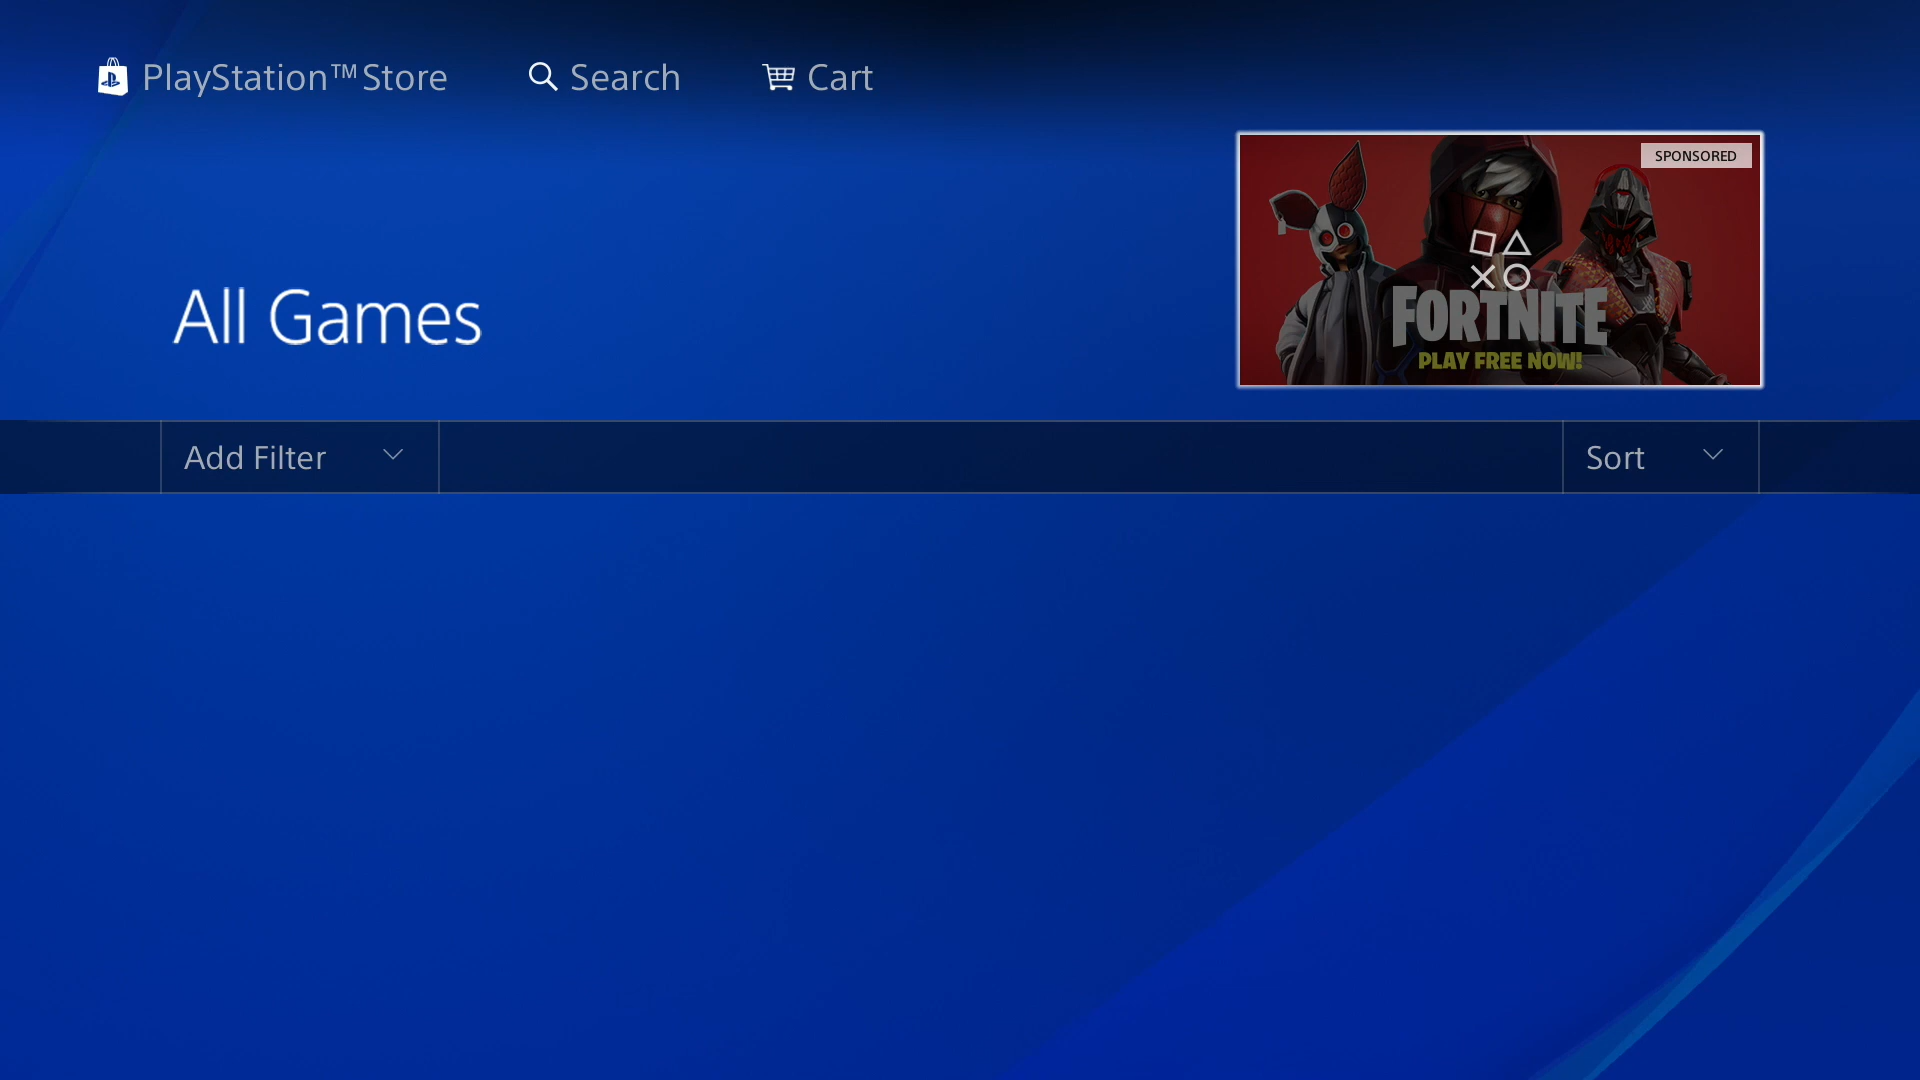 PlayStation™Store
Search
Cart
SPONSORED
FORTNITE
PLAY FREE NOW!
All Games
Add Filter
Sort